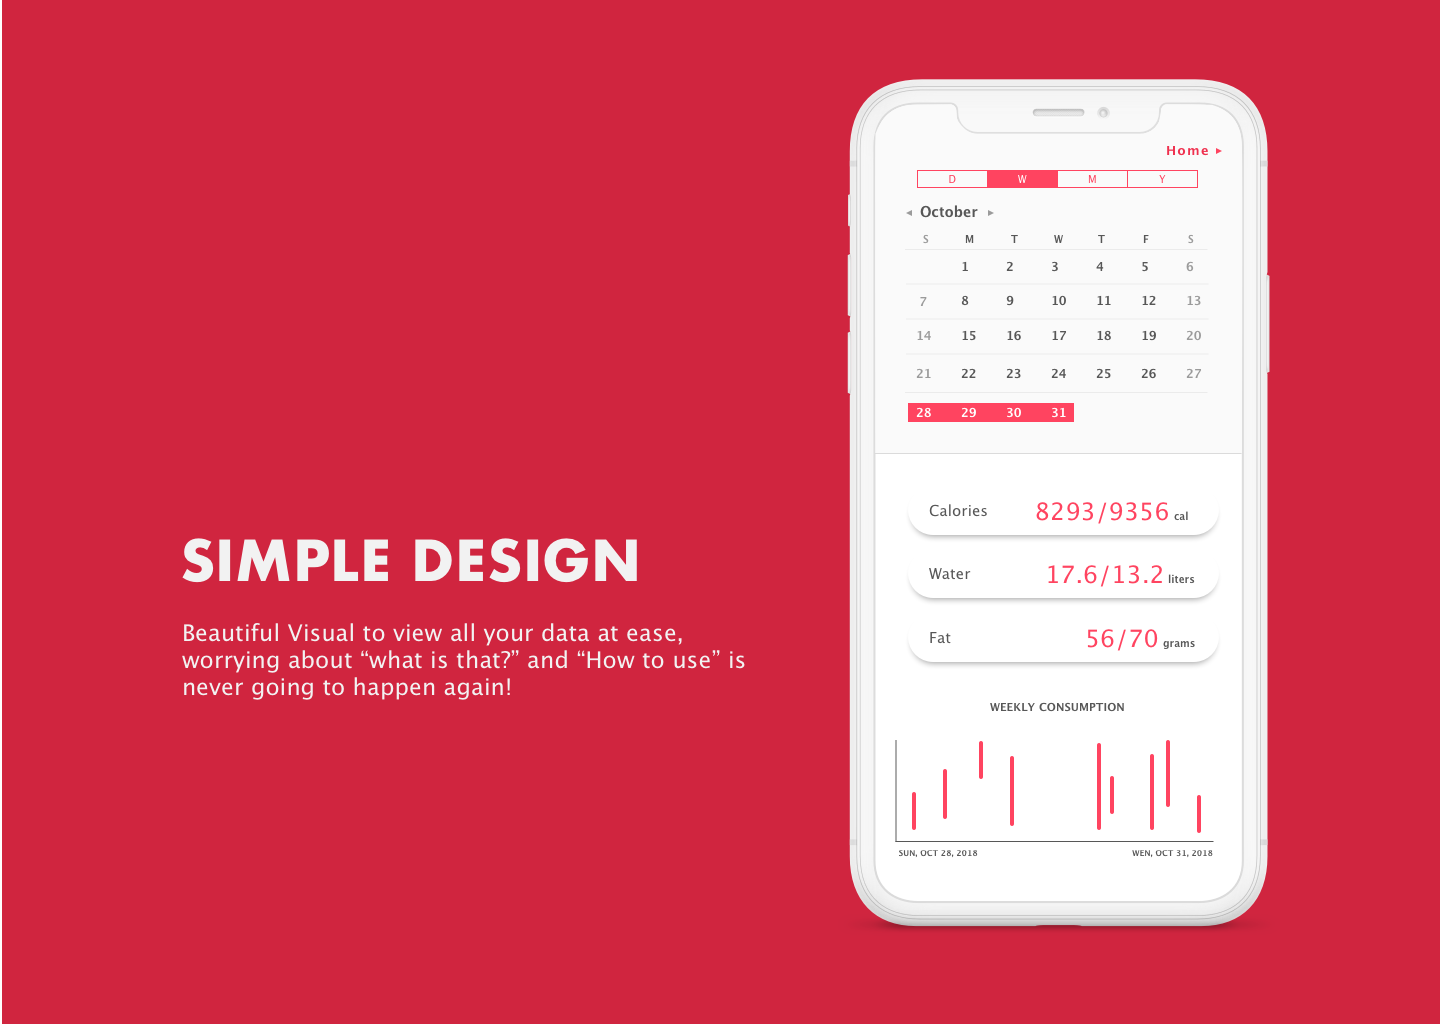 SIMPLE DESIGN
Beautiful Visual to view all your data at ease,
worrying about “what is that?” and “How to use” is
never going to happen again!
Home ▸
D W M Y
◂ October ▸
S M T W T F S
1 2 3 4 5 6
7 8 9 10 11 12 13
14 15 16 17 18 19 20
21 22 23 24 25 26 27
28 29 30 31
Calories 8293/9356 cal
Water 17.6/13.2 liters
Fat 56/70 grams
WEEKLY CONSUMPTION
SUN, OCT 28, 2018 WEN, OCT 31, 2018